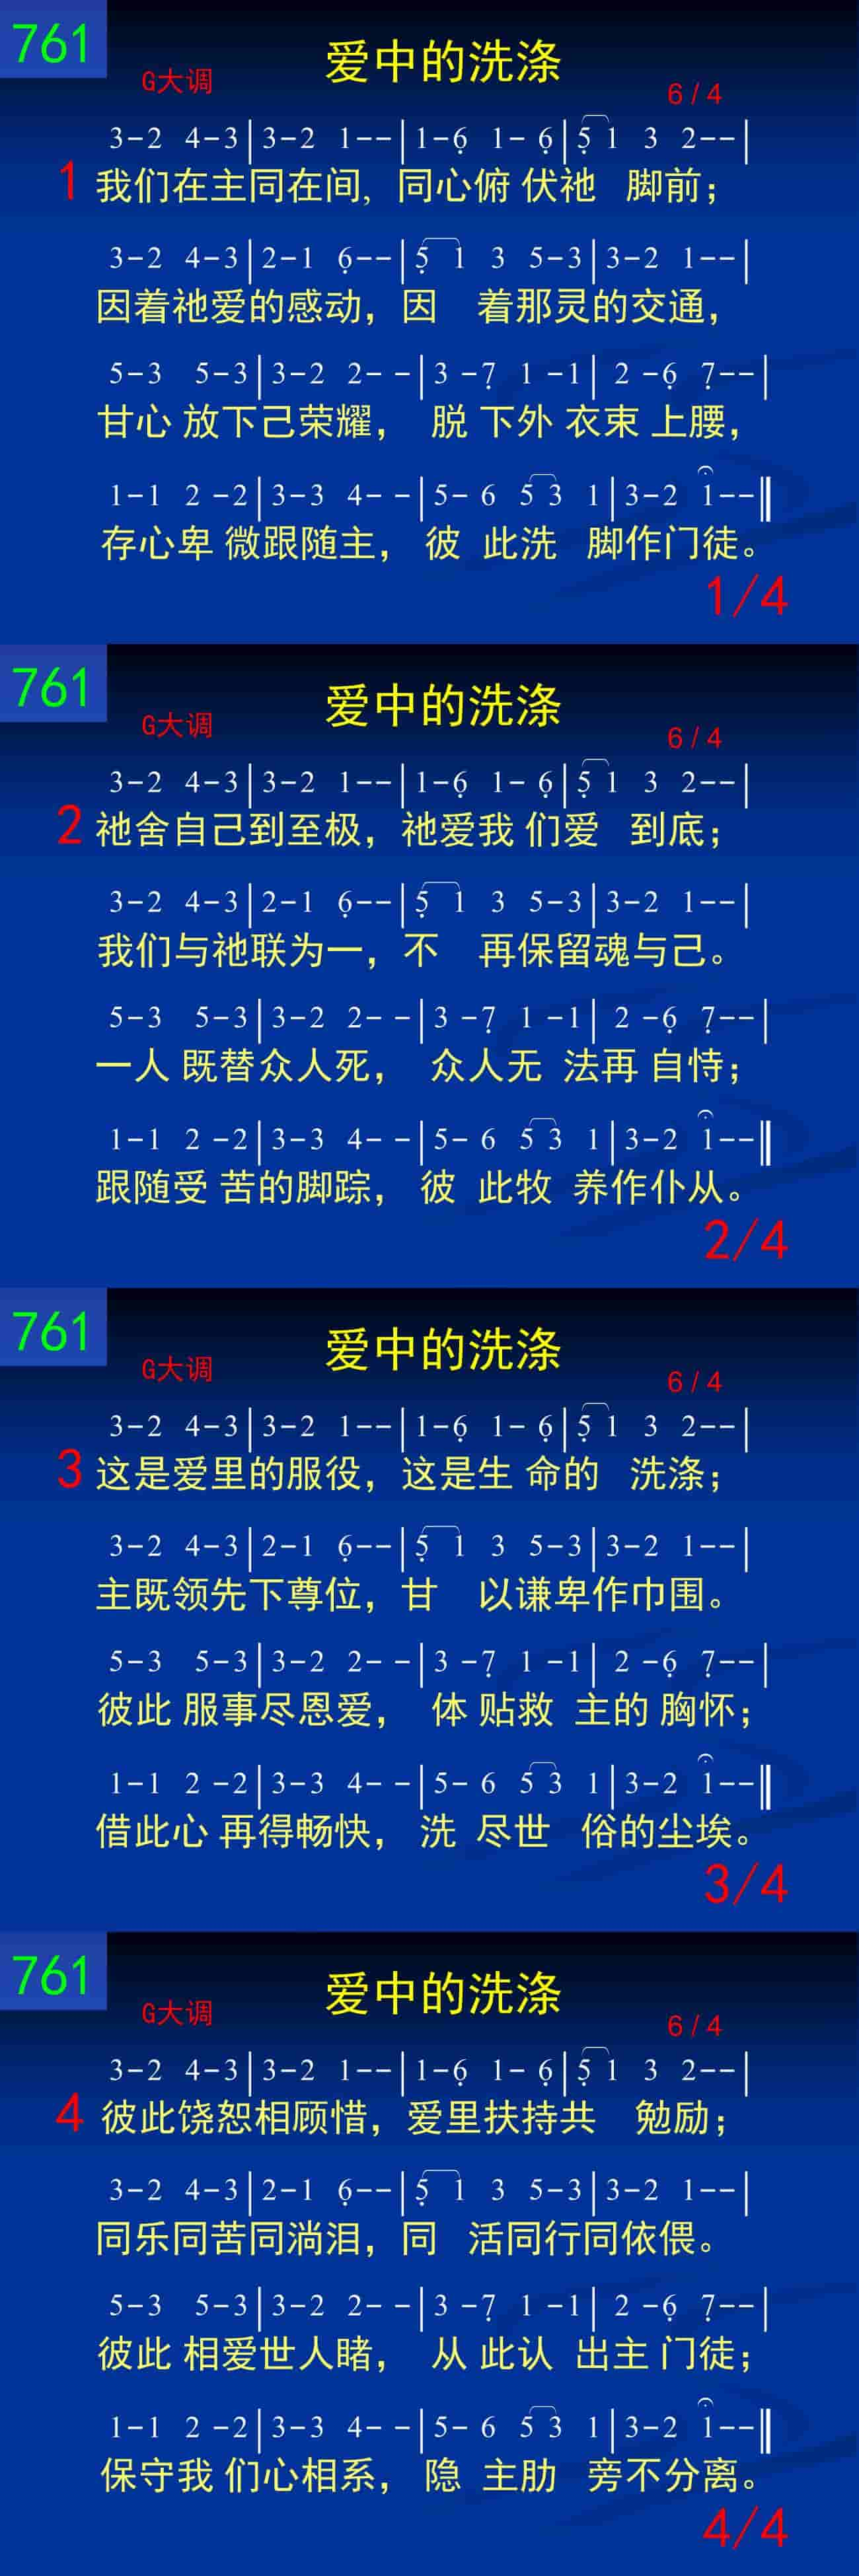 761
爱中的洗涤
G大调
6/4
3-2 4-3|3-2 1--|1-6̣ 1- 6̣|5̣ 1 3 2--|
1 我们在主同在间, 同心俯 伏祂 脚前；
3-2 4-3|2-1 6̣--|5̣ 1 3 5-3|3-2 1--|
因着祂爱的感动，因 着那灵的交通，
5-3 5-3|3-2 2- -|3 -7̣ 1 -1| 2 -6̣ 7̣--|
甘心 放下己荣耀， 脱 下外 衣束 上腰，
1-1 2 -2|3-3 4- -|5- 6 5 3 1|3-2 1--‖
存心卑 微跟随主， 彼 此洗 脚作门徒。
1/4
761
爱中的洗涤
G大调
6/4
3-2 4-3|3-2 1--|1-6̣ 1- 6̣|5̣ 1 3 2--|
2 祂舍自己到至极，祂爱我 们爱 到底；
3-2 4-3|2-1 6̣--|5̣ 1 3 5-3|3-2 1--|
我们与祂联为一，不 再保留魂与己。
5-3 5-3|3-2 2- -|3 -7̣ 1 -1| 2 -6̣ 7̣--|
一人 既替众人死， 众人无 法再 自恃；
1-1 2 -2|3-3 4- -|5- 6 5 3 1|3-2 1--‖
跟随受 苦的脚踪， 彼 此牧 养作仆从。
2/4
761
爱中的洗涤
G大调
6/4
3-2 4-3|3-2 1--|1-6̣ 1- 6̣|5̣ 1 3 2--|
3 这是爱里的服役，这是生 命的 洗涤；
3-2 4-3|2-1 6̣--|5̣ 1 3 5-3|3-2 1--|
主既领先下尊位，甘 以谦卑作巾围。
5-3 5-3|3-2 2- -|3 -7̣ 1 -1| 2 -6̣ 7̣--|
彼此 服事尽恩爱， 体 贴救 主的 胸怀；
1-1 2 -2|3-3 4- -|5- 6 5 3 1|3-2 1--‖
借此心 再得畅快， 洗 尽世 俗的尘埃。
3/4
761
爱中的洗涤
G大调
6/4
3-2 4-3|3-2 1--|1-6̣ 1- 6̣|5̣ 1 3 2--|
4 彼此饶恕相顾惜，爱里扶持共 勉励；
3-2 4-3|2-1 6̣--|5̣ 1 3 5-3|3-2 1--|
同乐同苦同淌泪，同 活同行同依偎。
5-3 5-3|3-2 2- -|3 -7̣ 1 -1| 2 -6̣ 7̣--|
彼此 相爱世人睹， 从 此认 出主 门徒；
1-1 2 -2|3-3 4- -|5- 6 5 3 1|3-2 1--‖
保守我 们心相系， 隐 主肋 旁不分离。
4/4